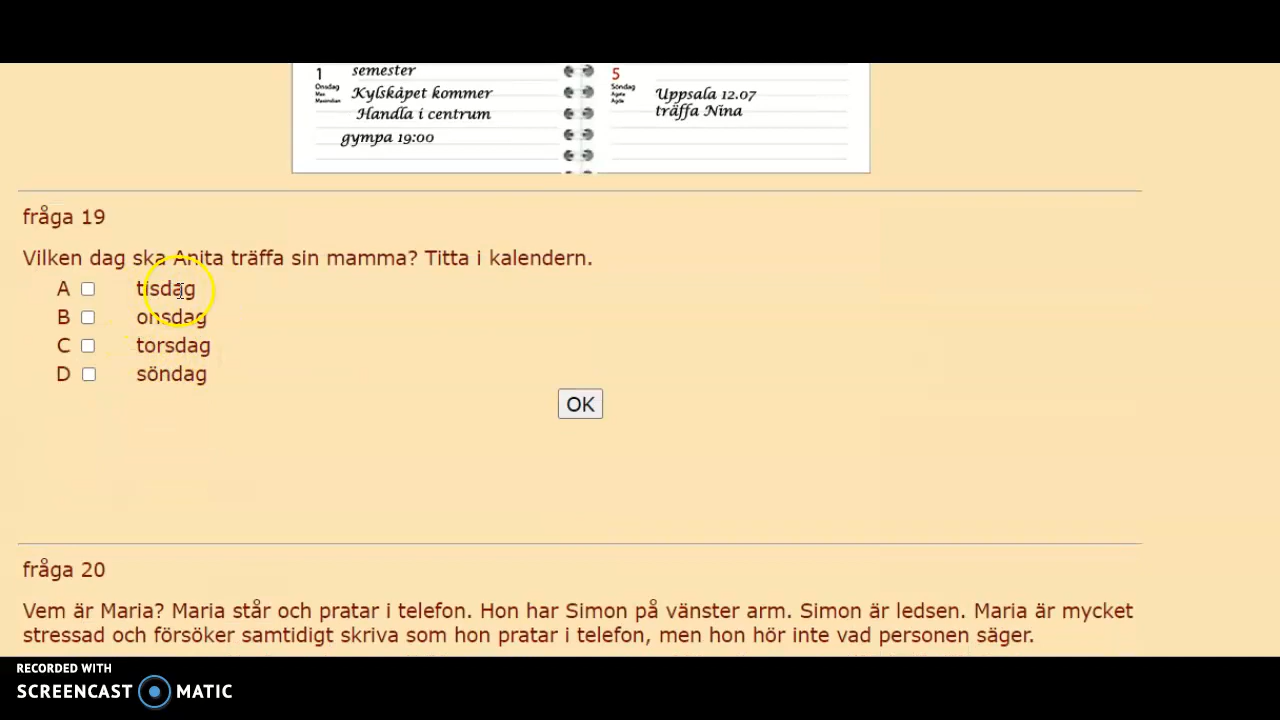 1
Onsdag
semester
Kylskåpet kommer
Handla i centrum
gympa 19:00
5
Söndag
Uppsala 12.07
träffa Nina
fråga 19
Vilken dag ska Anita träffa sin mamma? Titta i kalendern.
A tisdag
B onsdag
C torsdag
D söndag
OK
fråga 20
Vem är Maria? Maria står och pratar i telefon. Hon har Simon på vänster arm. Simon är ledsen. Maria är mycket
stressad och försöker samtidigt skriva som hon pratar i telefon, men hon hör inte vad personen säger.
RECORDED WITH
SCREENCAST MATIC